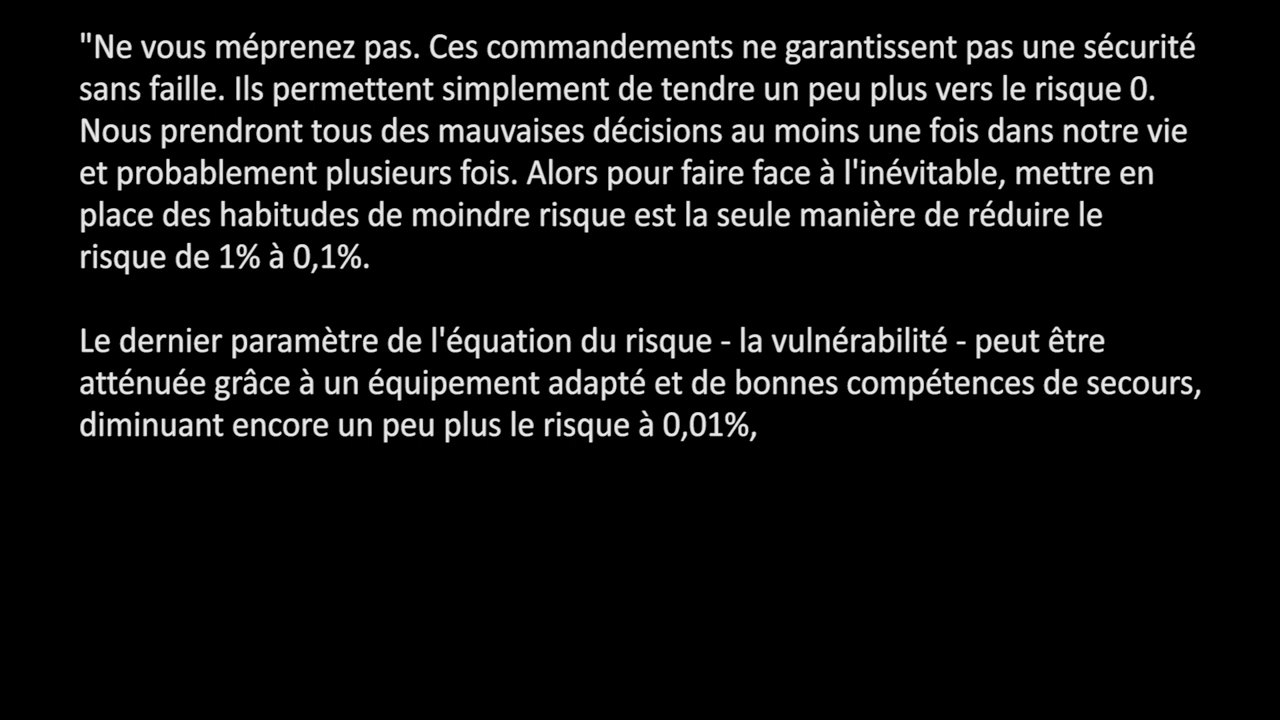 "Ne vous méprenez pas. Ces commandements ne garantissent pas une sécurité
sans faille. Ils permettent simplement de tendre un peu plus vers le risque 0.
Nous prendront tous des mauvaises décisions au moins une fois dans notre vie
et probablement plusieurs fois. Alors pour faire face à l'inévitable, mettre en
place des habitudes de moindre risque est la seule manière de réduire le
risque de 1% à 0,1%.
Le dernier paramètre de l'équation du risque - la vulnérabilité - peut être
atténuée grâce à un équipement adapté et de bonnes compétences de secours,
diminuant encore un peu plus le risque à 0,01%,